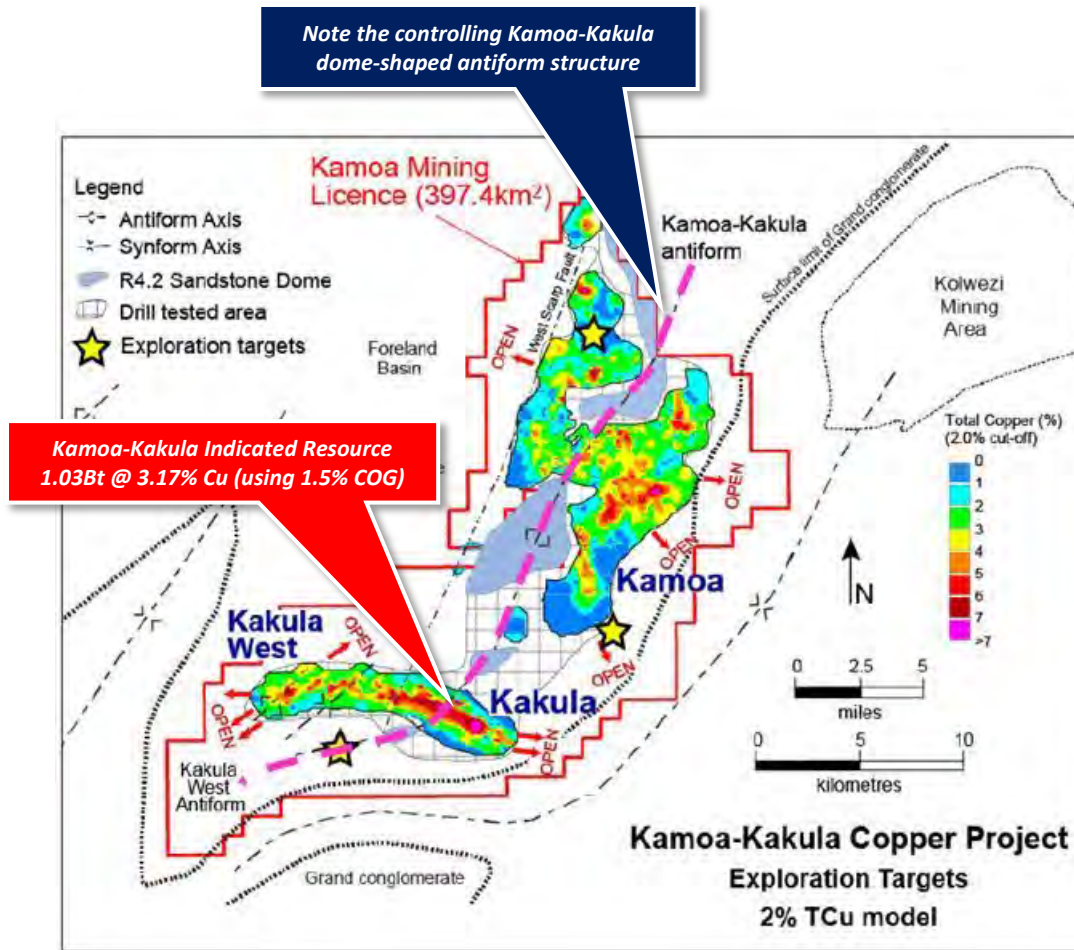 Note the controlling Kamoa-Kakula
dome-shaped antiform structure
Kamoa Mining
Licence (397.4km²)
Legend
Antiform Axis
Synform Axis
R4.2 Sandstone Dome
Drill tested area
Exploration targets
Kamoa-Kakula
antiform
Surface limit of Grand conglomerate
Kolwezi
Mining
Area
West Scarp Fault
Foreland
Basin
OPEN
Kamoa-Kakula Indicated Resource
1.03Bt @ 3.17% Cu (using 1.5% COG)
Total Copper (%)
(2.0% cut-off)
0
1
2
3
4
5
6
7
>7
OPEN
OPEN
Kamoa
N
Kakula
West
OPEN
OPEN
OPEN
Kakula
OPEN
OPEN
Kakula
West
Antiform
0 2.5 5
miles
0 5 10
kilometres
Grand conglomerate
Kamoa-Kakula Copper Project
Exploration Targets
2% TCu model